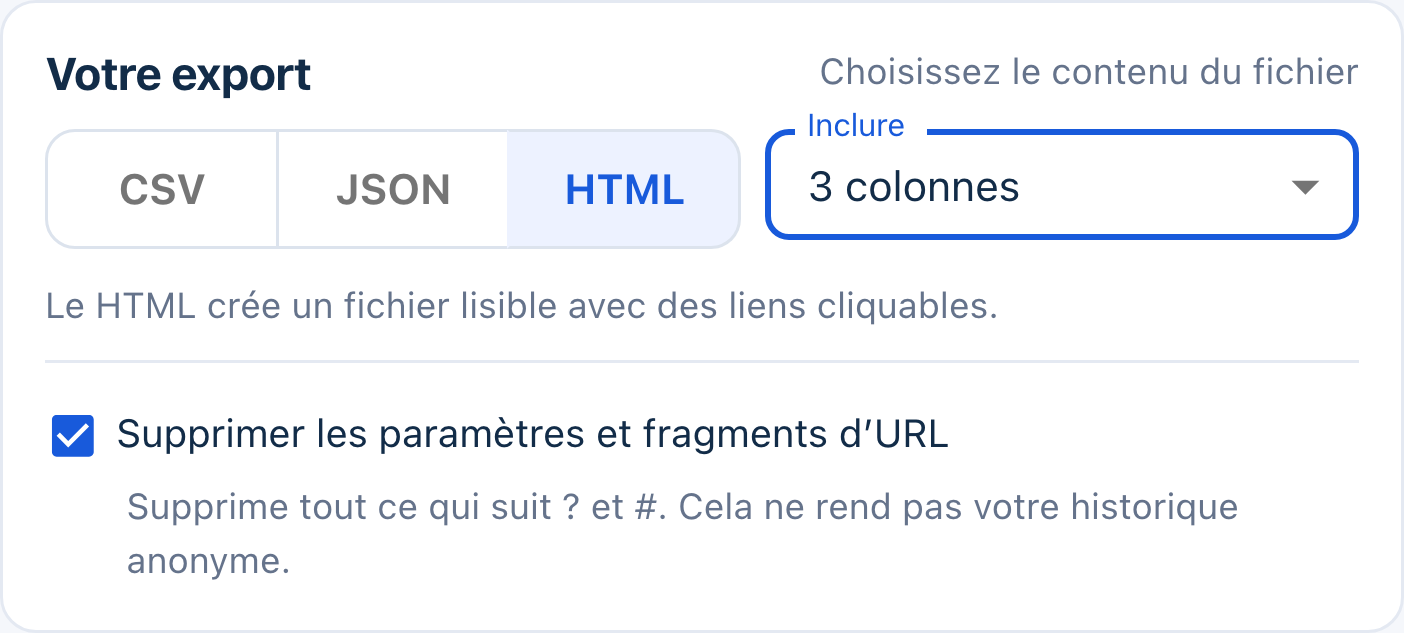 Votre export
Choisissez le contenu du fichier
CSV
JSON
HTML
Inclure
3 colonnes
Le HTML crée un fichier lisible avec des liens cliquables.
Supprimer les paramètres et fragments d’URL
Supprime tout ce qui suit ? et #. Cela ne rend pas votre historique
anonyme.